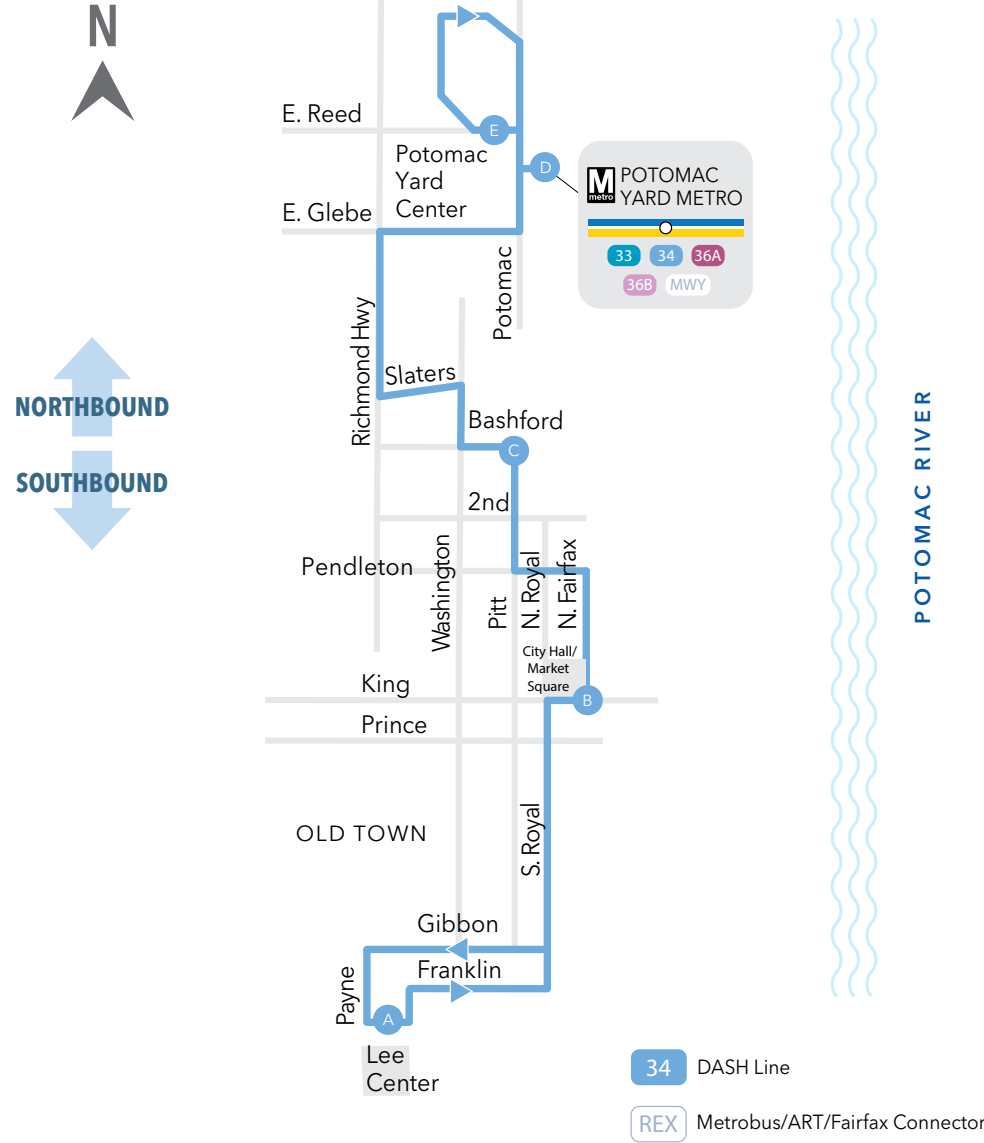 N
E. Reed
E
Potomac
Yard
Center
D
M
metro
POTOMAC
YARD METRO
33
34
36A
36B
MWY
E. Glebe
Potomac
Richmond Hwy
Slaters
NORTHBOUND
SOUTHBOUND
Bashford
C
2nd
Pendleton
Washington
Pitt
N. Royal
N. Fairfax
City Hall/
Market
Square
King
B
Prince
POTOMAC RIVER
OLD TOWN
S. Royal
Gibbon
Franklin
Payne
A
Lee
Center
34
DASH Line
REX
Metrobus/ART/Fairfax Connector